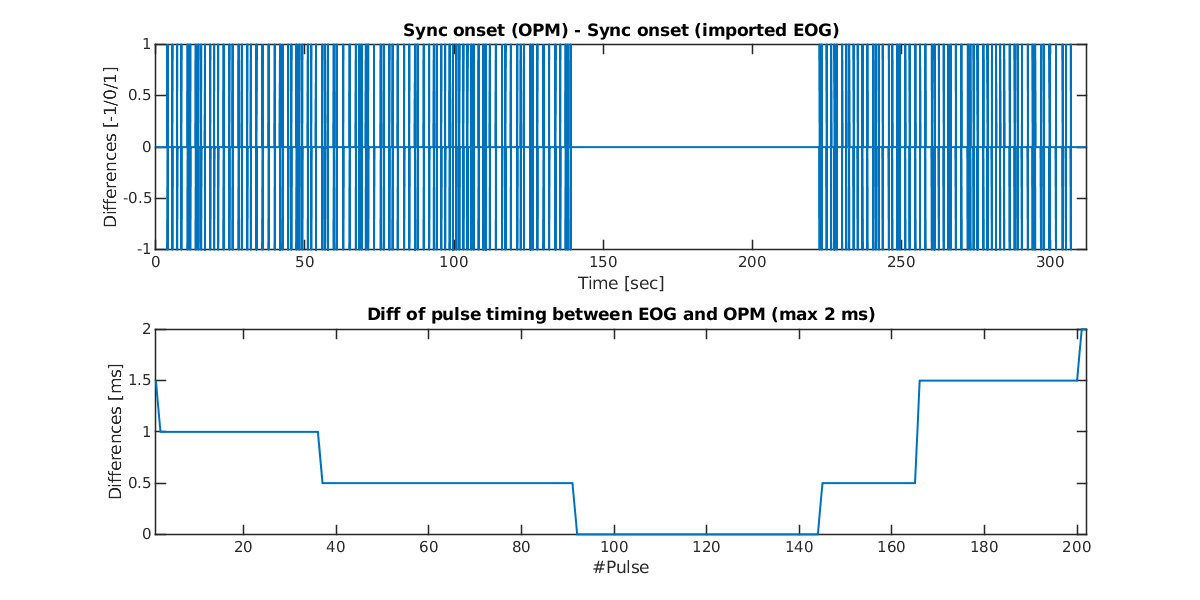 Sync onset (OPM) - Sync onset (imported EOG)
Differences [-1/0/1]
1
0.5
0
-0.5
-1
0 50 100 150 200 250 300
Time [sec]
Diff of pulse timing between EOG and OPM (max 2 ms)
Differences [ms]
2
1.5
1
0.5
0
20 40 60 80 100 120 140 160 180 200
#Pulse